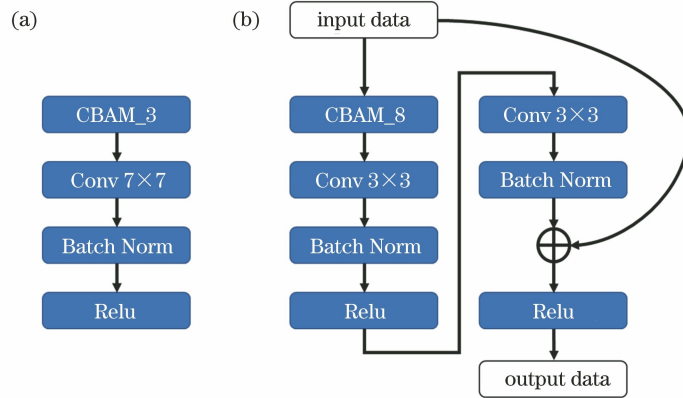 (a)
CBAM_3
Conv 7×7
Batch Norm
Relu
(b)
input data
CBAM_8
Conv 3×3
Batch Norm
Relu
Conv 3×3
Batch Norm
Relu
output data